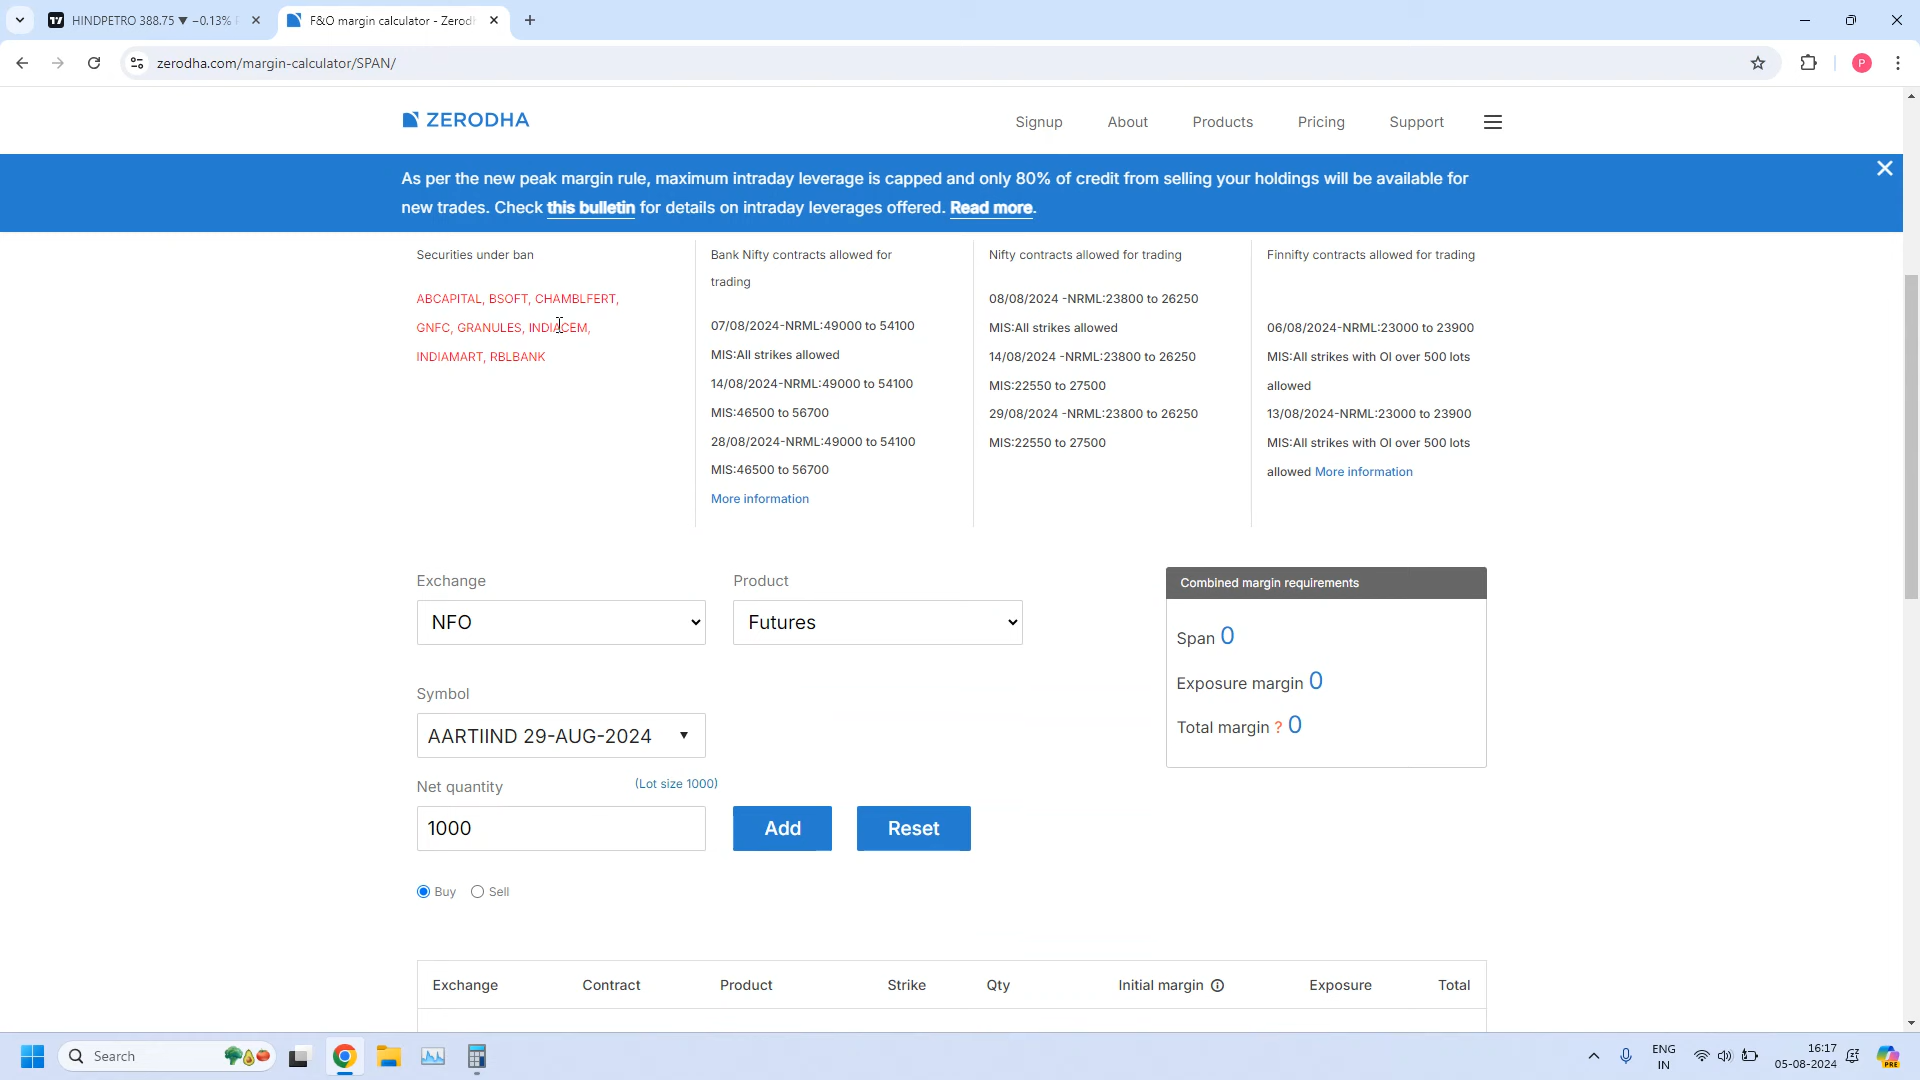 HINDPETRO 388.75 ▼ −0.13%
F&O margin calculator - Zerod
zerodha.com/margin-calculator/SPAN/
P
ZERODHA
Signup
About
Products
Pricing
Support
As per the new peak margin rule, maximum intraday leverage is capped and only 80% of credit from selling your holdings will be available for
new trades. Check this bulletin for details on intraday leverages offered. Read more.
Securities under ban
ABCAPITAL, BSOFT, CHAMBLFERT,
GNFC, GRANULES, INDIACEM,
INDIAMART, RBLBANK
Bank Nifty contracts allowed for
trading
07/08/2024-NRML:49000 to 54100
MIS:All strikes allowed
14/08/2024-NRML:49000 to 54100
MIS:46500 to 56700
28/08/2024-NRML:49000 to 54100
MIS:46500 to 56700
More information
Nifty contracts allowed for trading
08/08/2024 -NRML:23800 to 26250
MIS:All strikes allowed
14/08/2024 -NRML:23800 to 26250
MIS:22550 to 27500
29/08/2024 -NRML:23800 to 26250
MIS:22550 to 27500
Finnifty contracts allowed for trading
06/08/2024-NRML:23000 to 23900
MIS:All strikes with OI over 500 lots
allowed
13/08/2024-NRML:23000 to 23900
MIS:All strikes with OI over 500 lots
allowed More information
Exchange
Product
NFO
Futures
Symbol
AARTIIND 29-AUG-2024
Net quantity
(Lot size 1000)
1000
Add
Reset
Buy
Sell
Combined margin requirements
Span 0
Exposure margin 0
Total margin ? 0
Exchange
Contract
Product
Strike
Qty
Initial margin
Exposure
Total
Search
ENG
IN
16:17
05-08-2024
PRE